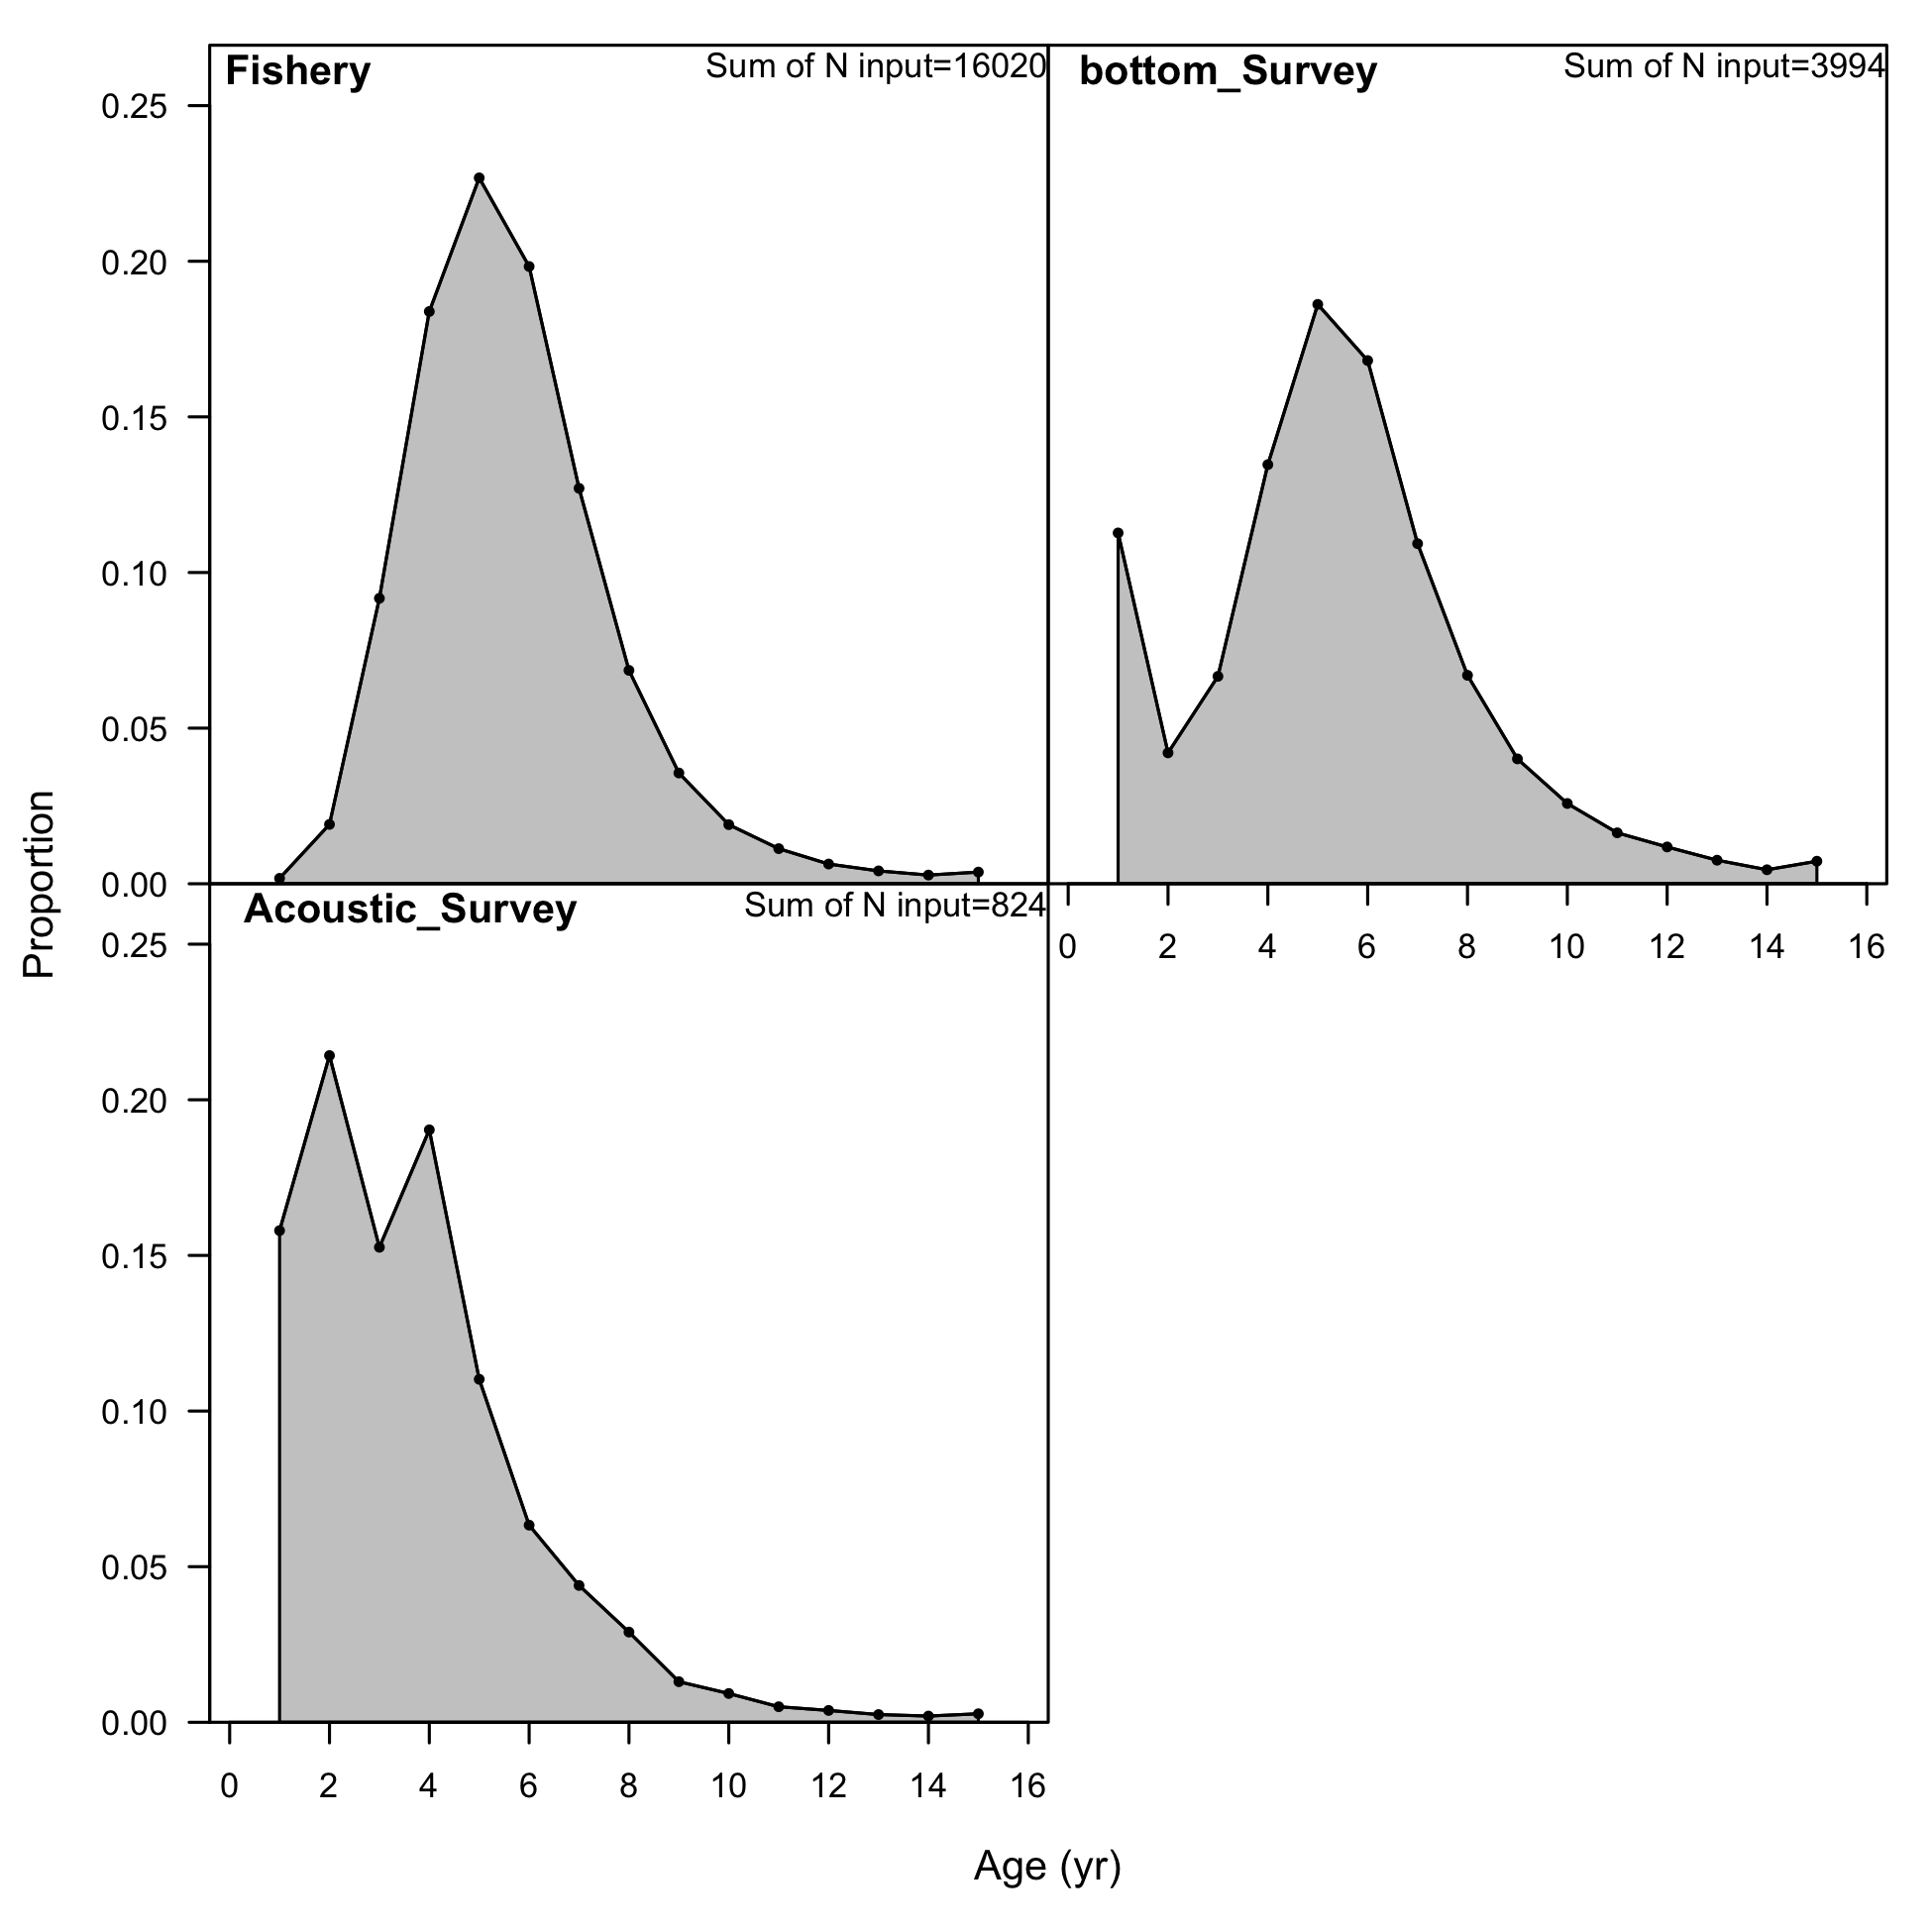 Fishery
Sum of N input=16020
bottom_Survey
Sum of N input=3994
0.25
0.20
0.15
0.10
0.05
0.00
Proportion
Acoustic_Survey
Sum of N input=824
0 2 4 6 8 10 12 14 16
0.25
0.20
0.15
0.10
0.05
0.00
0 2 4 6 8 10 12 14 16
Age (yr)